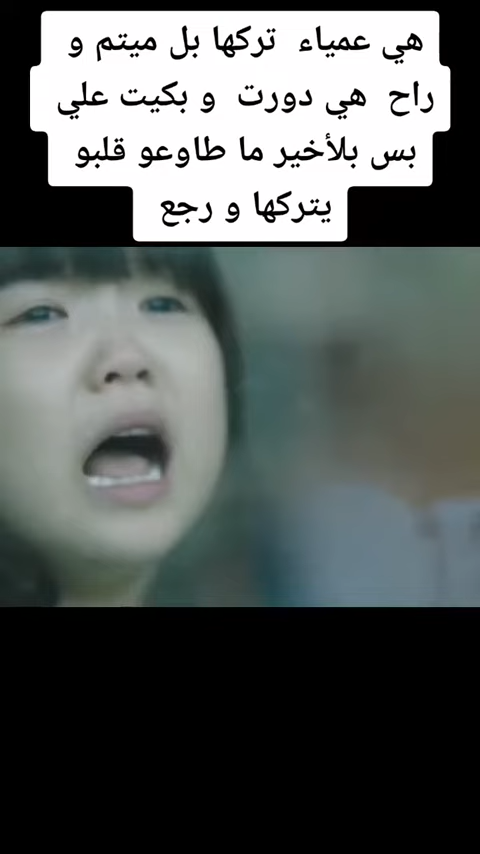 هي عمياء تركها بل ميتم و
راح هي دورت و بكيت علي
بس بلأخير ما طاوعو قلبو
يتركها و رجع